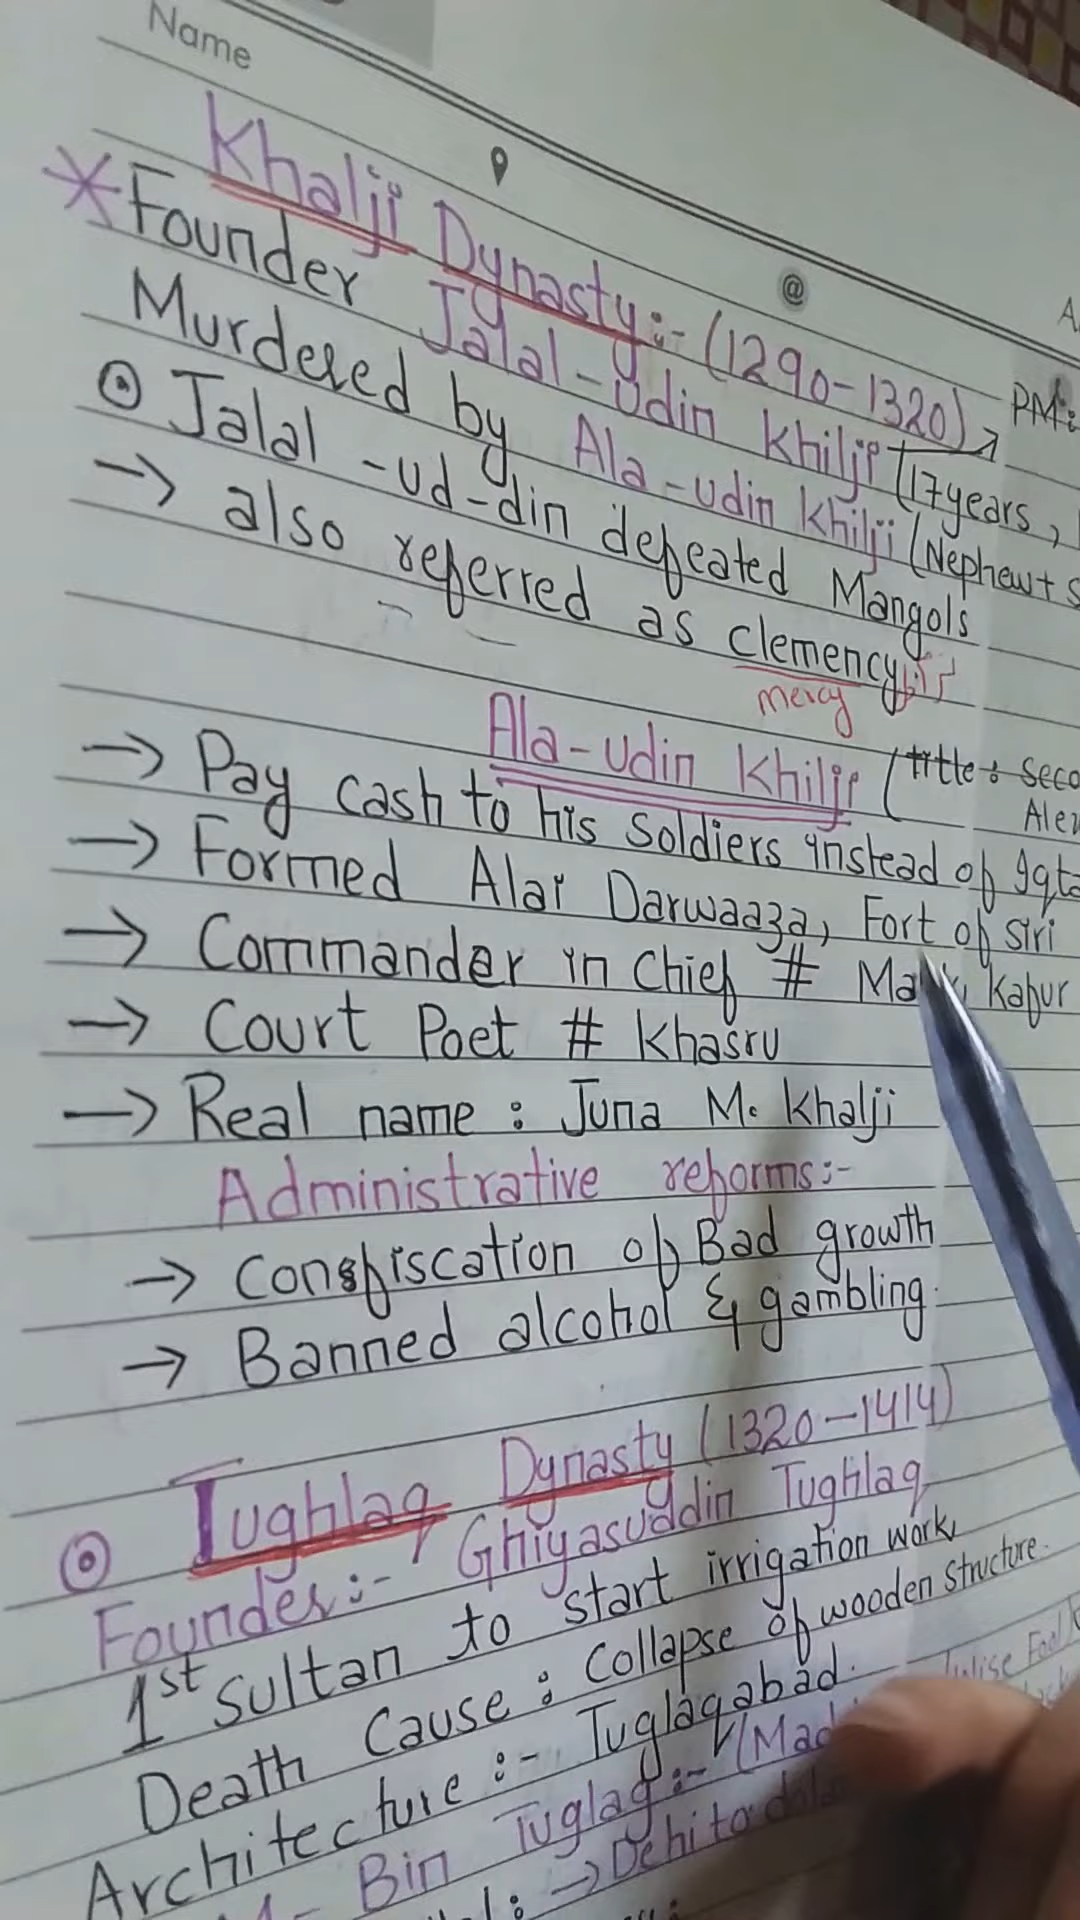 Name
@
Khalji Dynasty:- (1290-1320) → PM:
* Founder Jalal-udin Khilji (17years,
Murdered by Ala-udin Khilji (Nephew+S
⊙ Jalal-ud-din defeated Mangols
→ also referred as clemency
mercy
Ala-udin Khilji (title: Seco
→ Pay cash to his soldiers instead of Iqta
→ Formed Alai Darwaaza, Fort of siri
→ Commander in Chief # Kafur
→ Court Poet # Khasru
→ Real name: Juna M. Khalji
Administrative reforms:-
→ Confiscation of Bad growth
→ Banned alcohol & gambling
⊙ Tughlaq Dynasty (1320-1414)
Founder:- Ghiyasuddin Tughlaq
1st sultan to start irrigation work
Death Cause: Collapse of wooden structure.
Architecture:- Tuglaqabad.
Bin Tuglaq:- (Mad
→ Dehi to